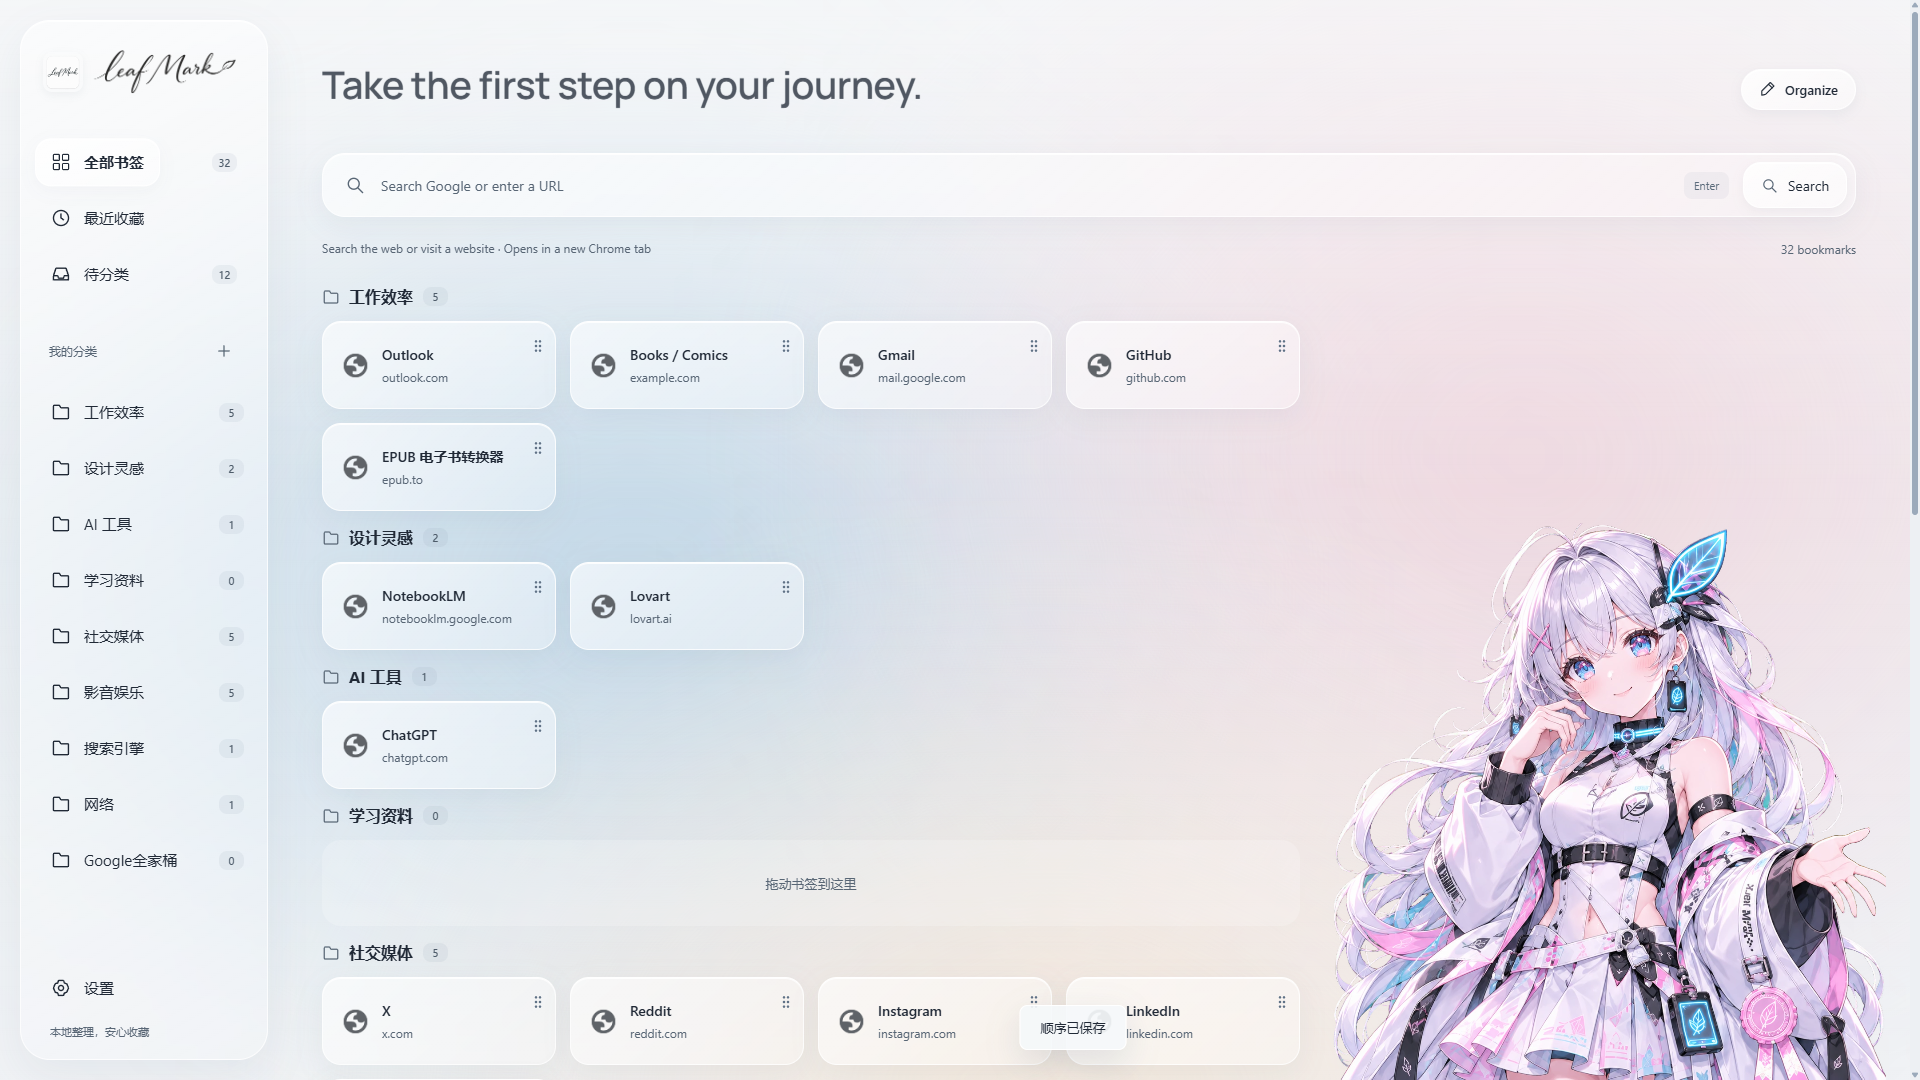 Leaf Mark
leaf Mark
全部书签 32
最近收藏
待分类 12
我的分类
工作效率 5
设计灵感 2
AI 工具 1
学习资料 0
社交媒体 5
影音娱乐 5
搜索引擎 1
网络 1
Google全家桶 0
设置
本地整理，安心收藏
Take the first step on your journey.
Organize
Search Google or enter a URL
Enter
Search
Search the web or visit a website · Opens in a new Chrome tab
32 bookmarks
工作效率 5
Outlook
outlook.com
Books / Comics
example.com
Gmail
mail.google.com
GitHub
github.com
EPUB 电子书转换器
epub.to
设计灵感 2
NotebookLM
notebooklm.google.com
Lovart
lovart.ai
AI 工具 1
ChatGPT
chatgpt.com
学习资料 0
拖动书签到这里
社交媒体 5
X
x.com
Reddit
reddit.com
Instagram
instagram.com
LinkedIn
linkedin.com
顺序已保存